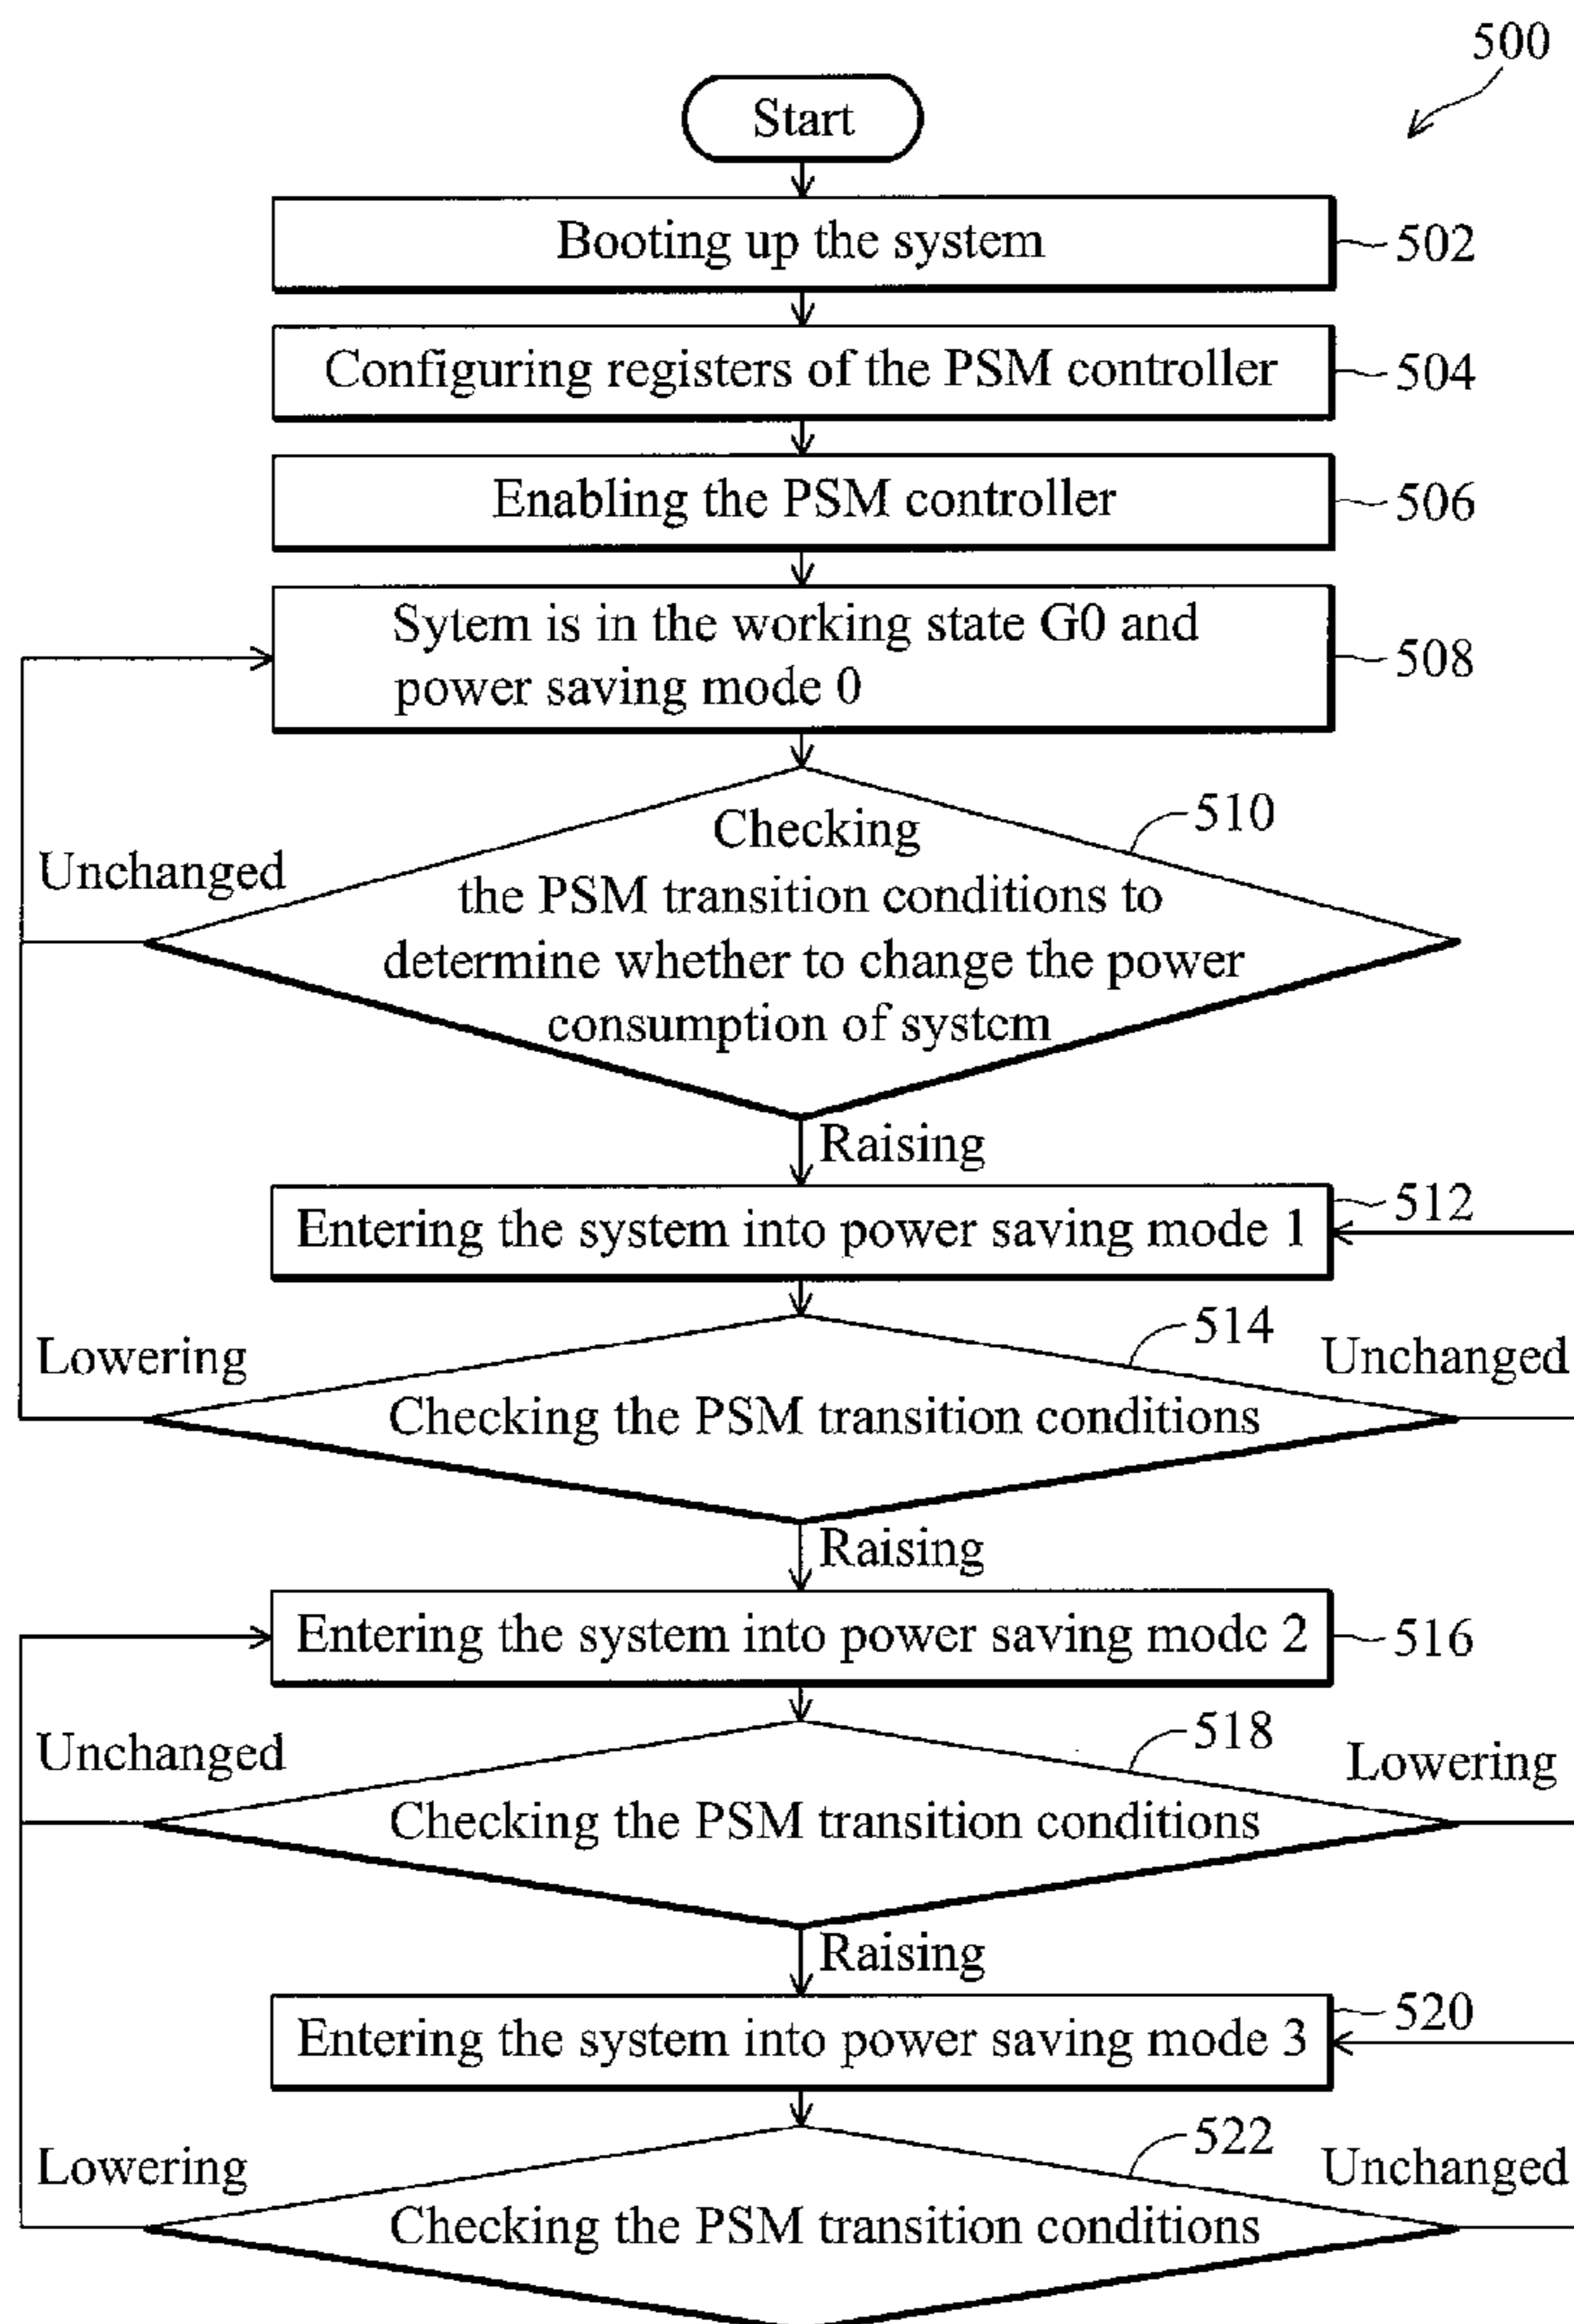 500
Start
Booting up the system
502
Configuring registers of the PSM controller
504
Enabling the PSM controller
506
Sytem is in the working state G0 and
power saving mode 0
508
510
Checking
the PSM transition conditions to
determine whether to change the power
consumption of system
Unchanged
Raising
Entering the system into power saving mode 1
512
514
Lowering
Unchanged
Checking the PSM transition conditions
Raising
Entering the system into power saving mode 2
516
518
Unchanged
Lowering
Checking the PSM transition conditions
Raising
Entering the system into power saving mode 3
520
522
Lowering
Unchanged
Checking the PSM transition conditions